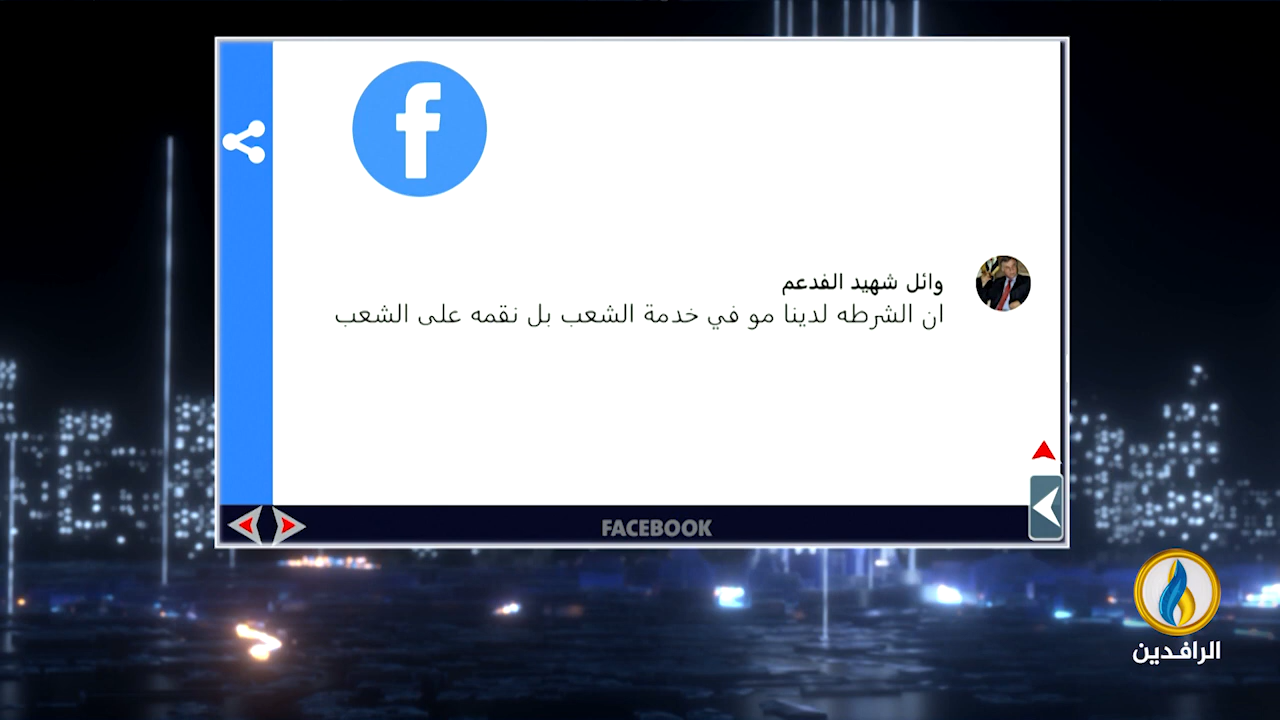 وائل شهيد الفدعم
ان الشرطه لدينا مو في خدمة الشعب بل نقمه على الشعب
FACEBOOK
الرافدين